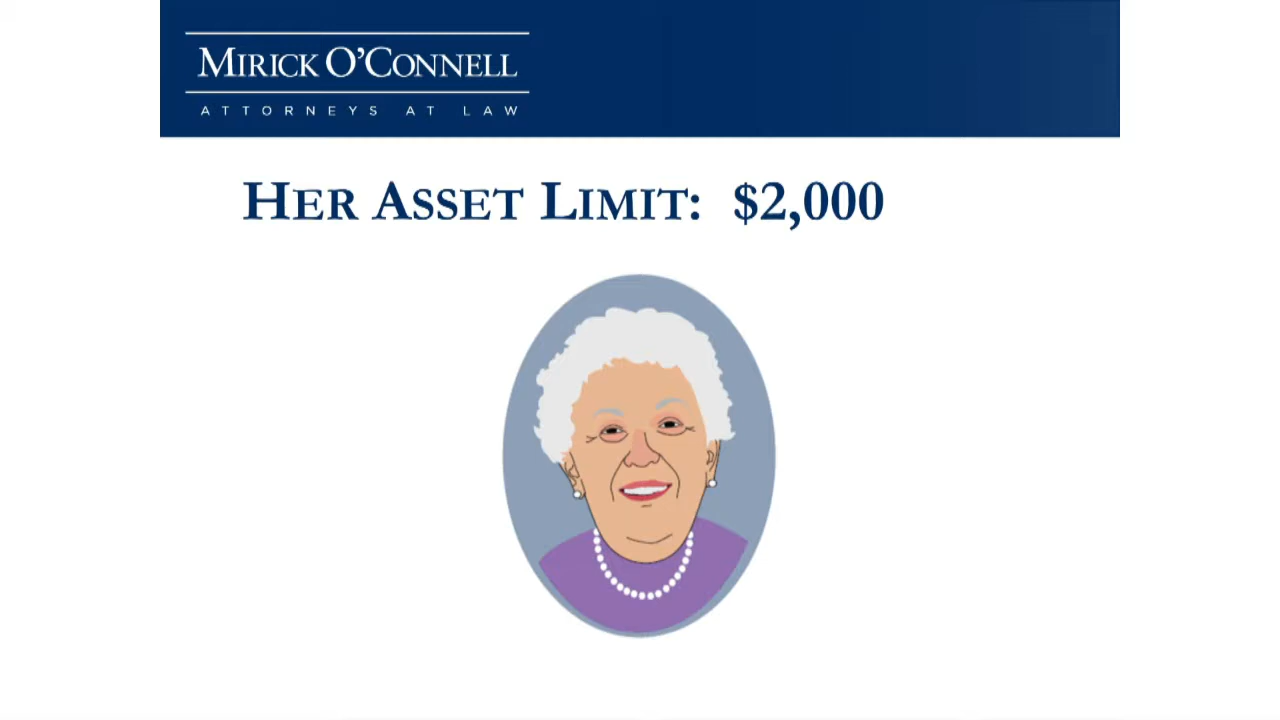 MIRICK O'CONNELL
ATTORNEYS AT LAW
HER ASSET LIMIT: $2,000